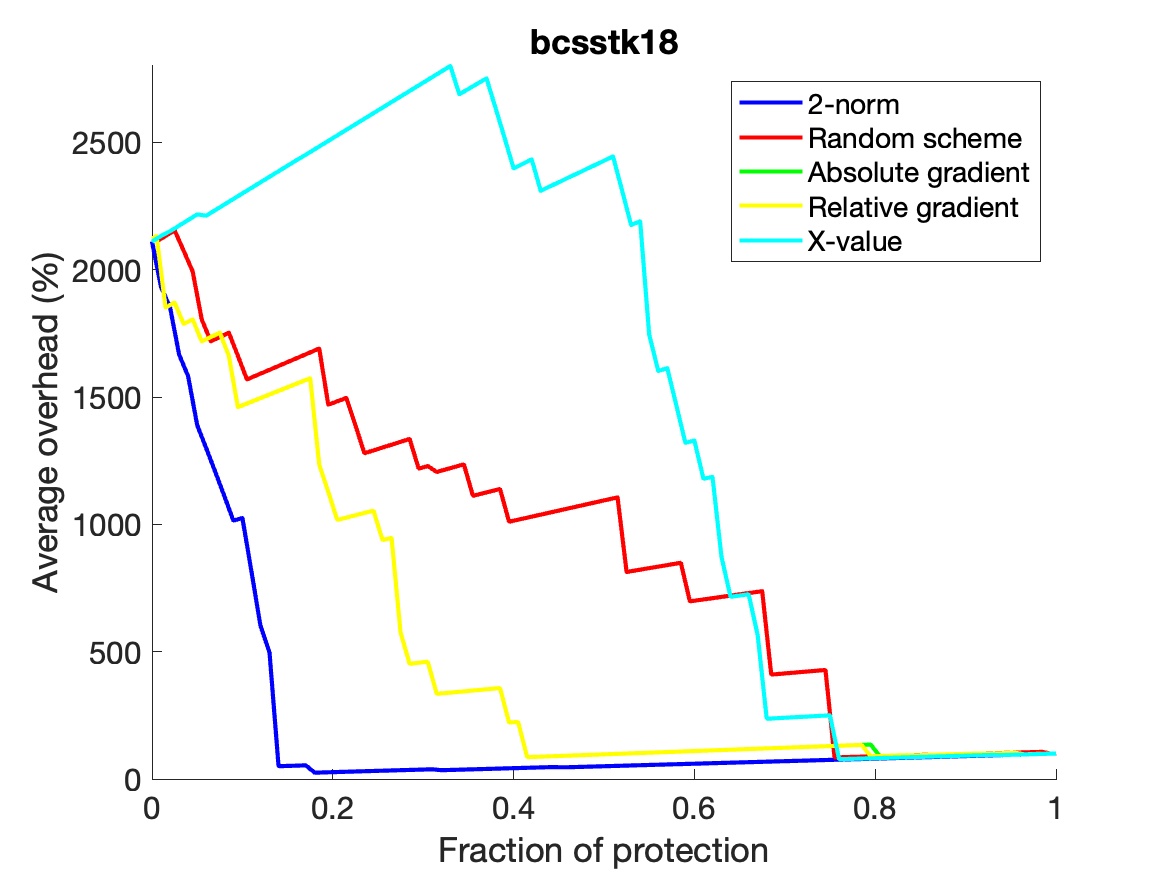 bcsstk18
2-norm
Random scheme
Absolute gradient
Relative gradient
X-value
Average overhead (%)
2500
2000
1500
1000
500
0
0 0.2 0.4 0.6 0.8 1
Fraction of protection